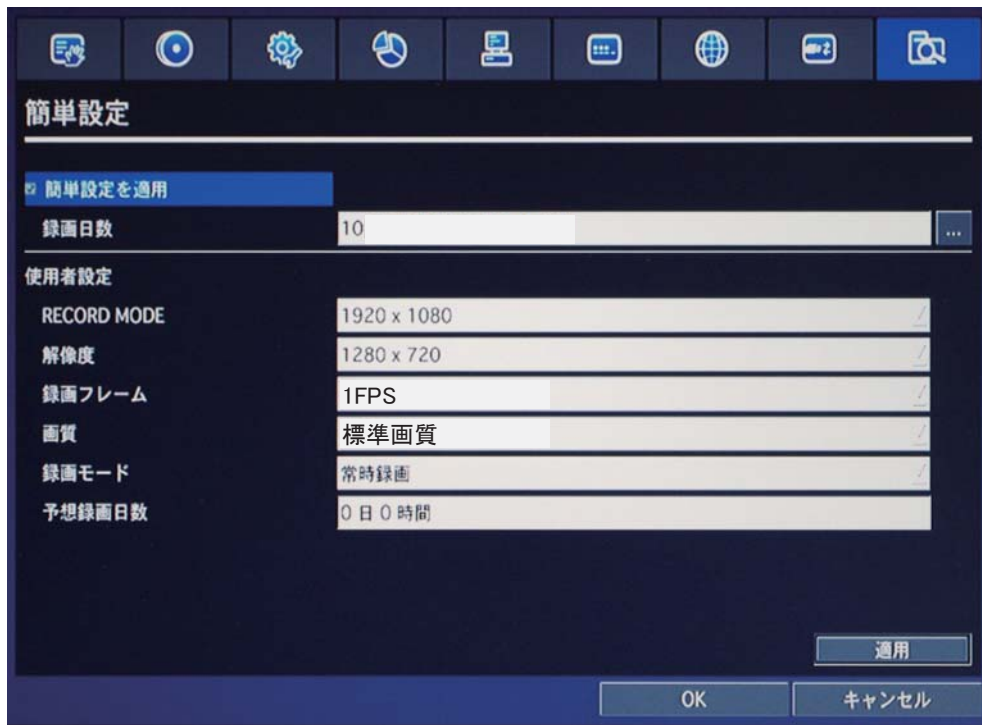 簡単設定
簡単設定を適用
録画日数 10 ...
使用者設定
RECORD MODE 1920 x 1080
解像度 1280 x 720
録画フレーム 1FPS
画質 標準画質
録画モード 常時録画
予想録画日数 0 日 0 時間
適用
OK キャンセル